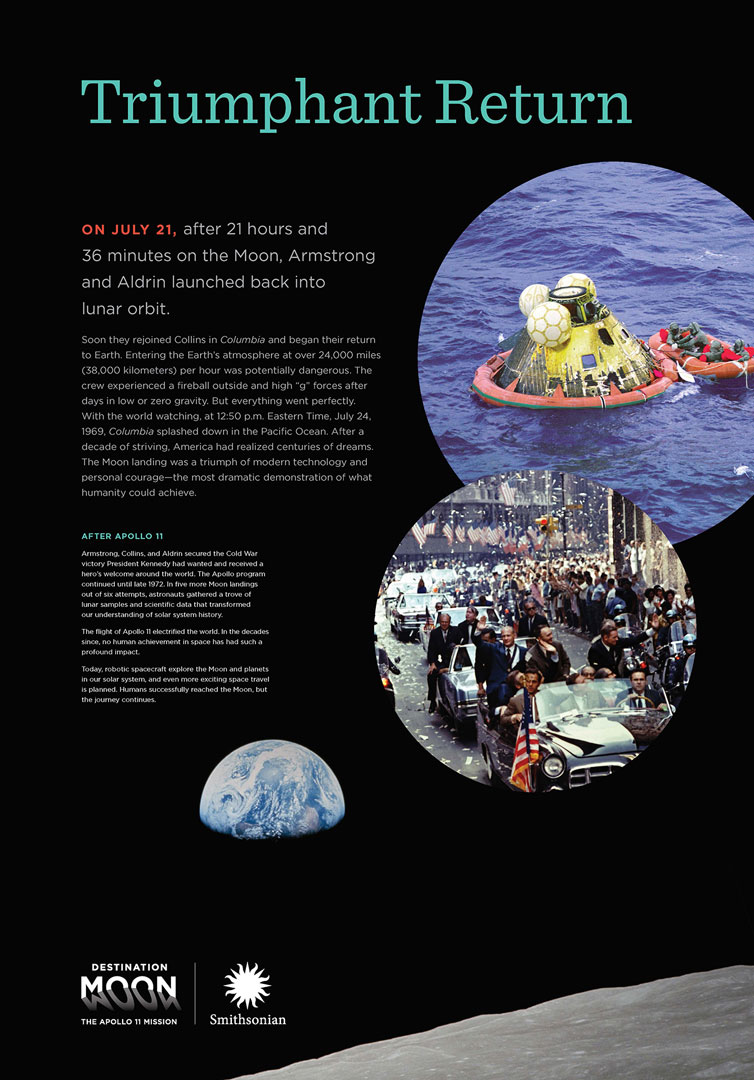 Triumphant Return
ON JULY 21, after 21 hours and
36 minutes on the Moon, Armstrong
and Aldrin launched back into
lunar orbit.
Soon they rejoined Collins in Columbia and began their return
to Earth. Entering the Earth's atmosphere at over 24,000 miles
(38,000 kilometers) per hour was potentially dangerous. The
crew experienced a fireball outside and high “g” forces after
days in low or zero gravity. But everything went perfectly.
With the world watching, at 12:50 p.m. Eastern Time, July 24,
1969, Columbia splashed down in the Pacific Ocean. After a
decade of striving, America had realized centuries of dreams.
The Moon landing was a triumph of modern technology and
personal courage—the most dramatic demonstration of what
humanity could achieve.
AFTER APOLLO 11
Armstrong, Collins, and Aldrin secured the Cold War
victory President Kennedy had wanted and received a
hero's welcome around the world. The Apollo program
continued until late 1972. In five more Moon landings
out of six attempts, astronauts gathered a trove of
lunar samples and scientific data that transformed
our understanding of solar system history.
The flight of Apollo 11 electrified the world. In the decades
since, no human achievement in space has had such a
profound impact.
Today, robotic spacecraft explore the Moon and planets
in our solar system, and even more exciting space travel
is planned. Humans successfully reached the Moon, but
the journey continues.
DESTINATION
MOON
THE APOLLO 11 MISSION
Smithsonian